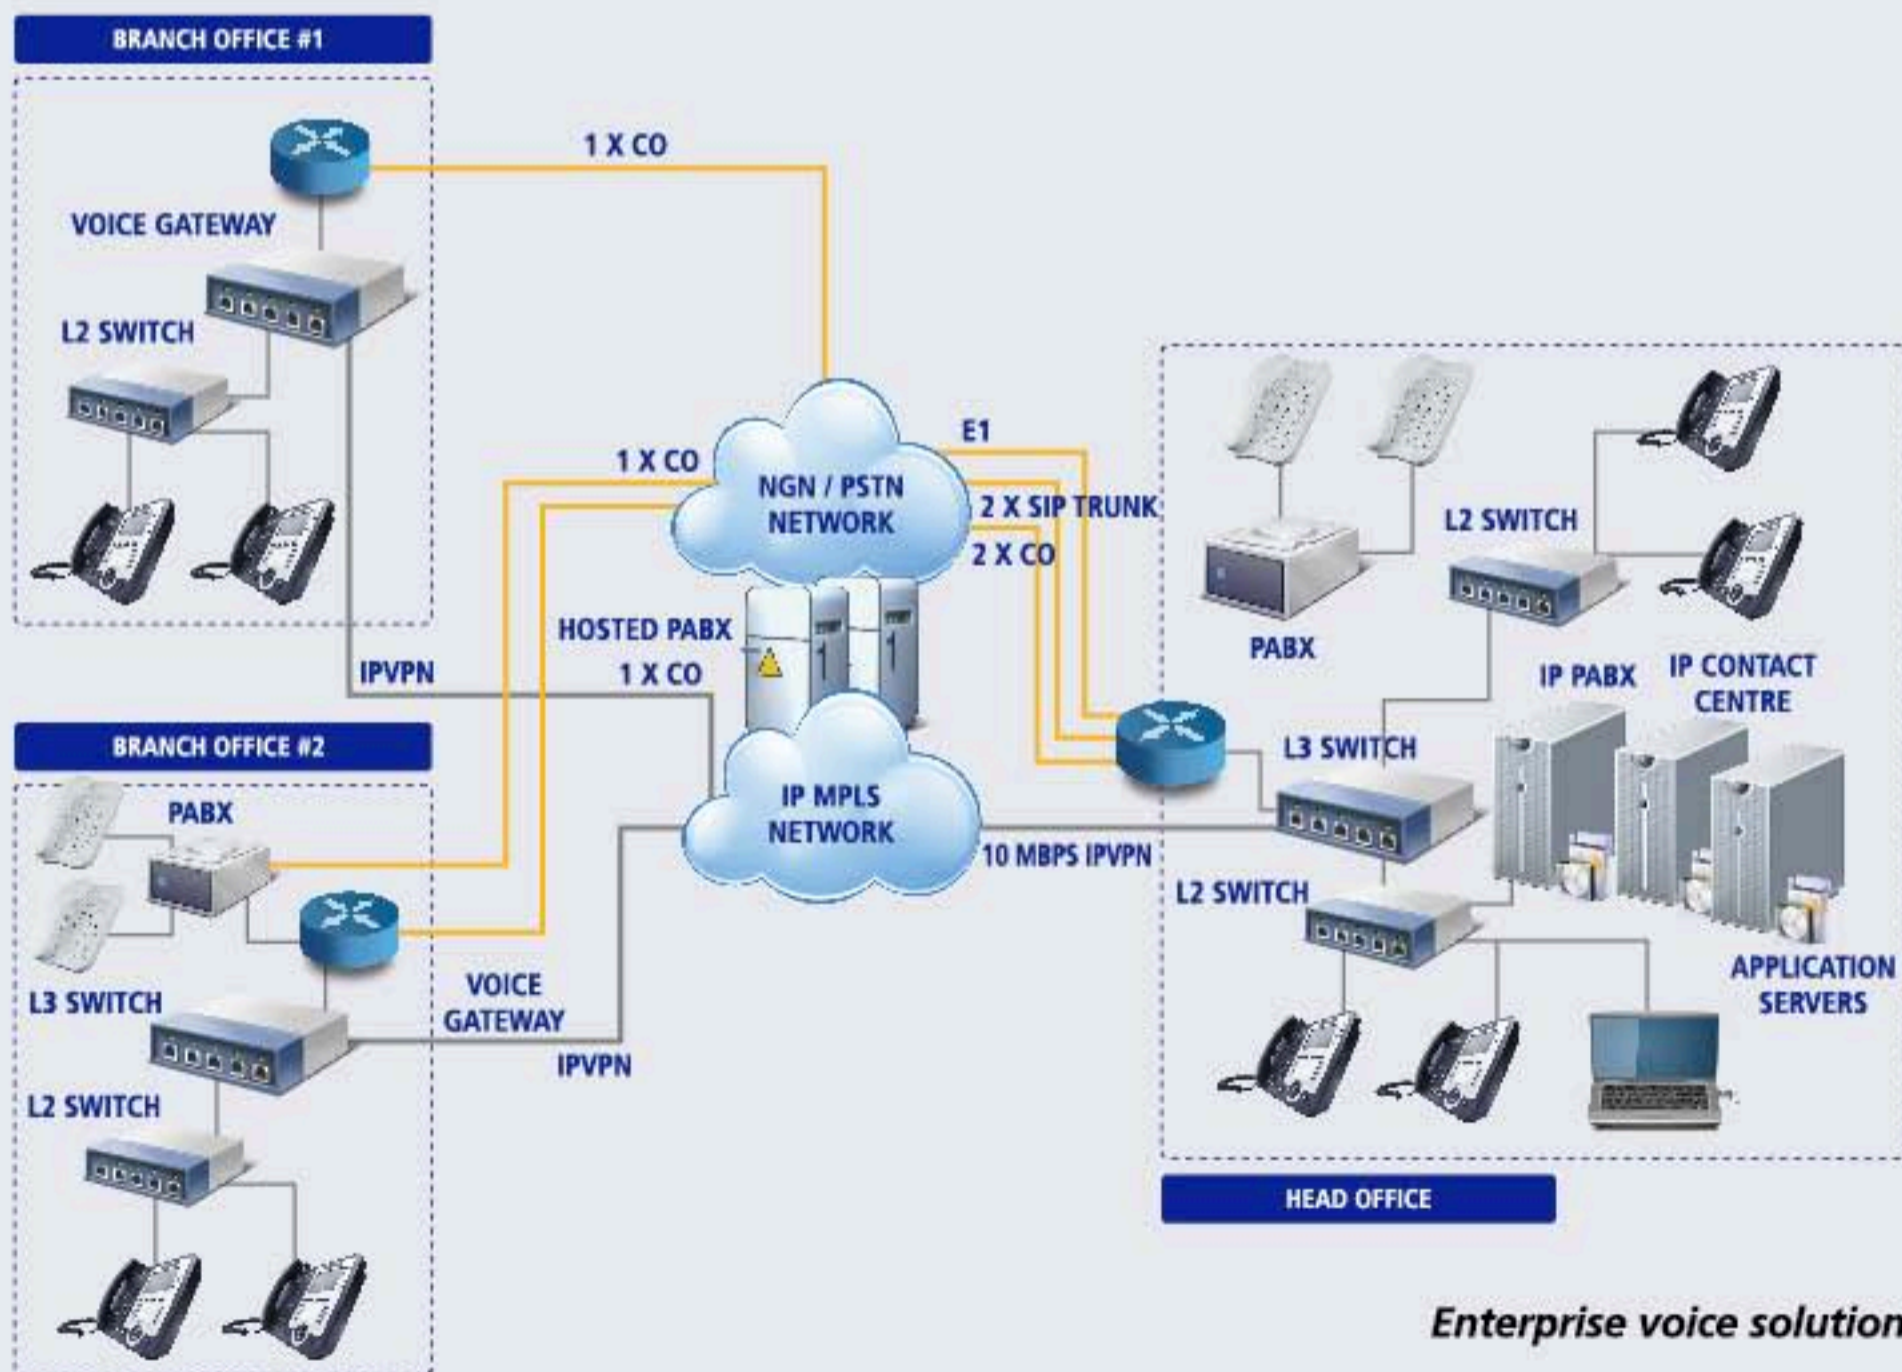 BRANCH OFFICE #1
1 X CO
VOICE GATEWAY
L2 SWITCH
E1
1 X CO
NGN / PSTN
NETWORK
2 X SIP TRUNK
2 X CO
L2 SWITCH
HOSTED PABX
1 X CO
IPVPN
PABX
IP PABX
IP CONTACT
CENTRE
BRANCH OFFICE #2
L3 SWITCH
PABX
IP MPLS
NETWORK
10 MBPS IPVPN
L2 SWITCH
L3 SWITCH
VOICE
GATEWAY
IPVPN
APPLICATION
SERVERS
L2 SWITCH
HEAD OFFICE
Enterprise voice solution